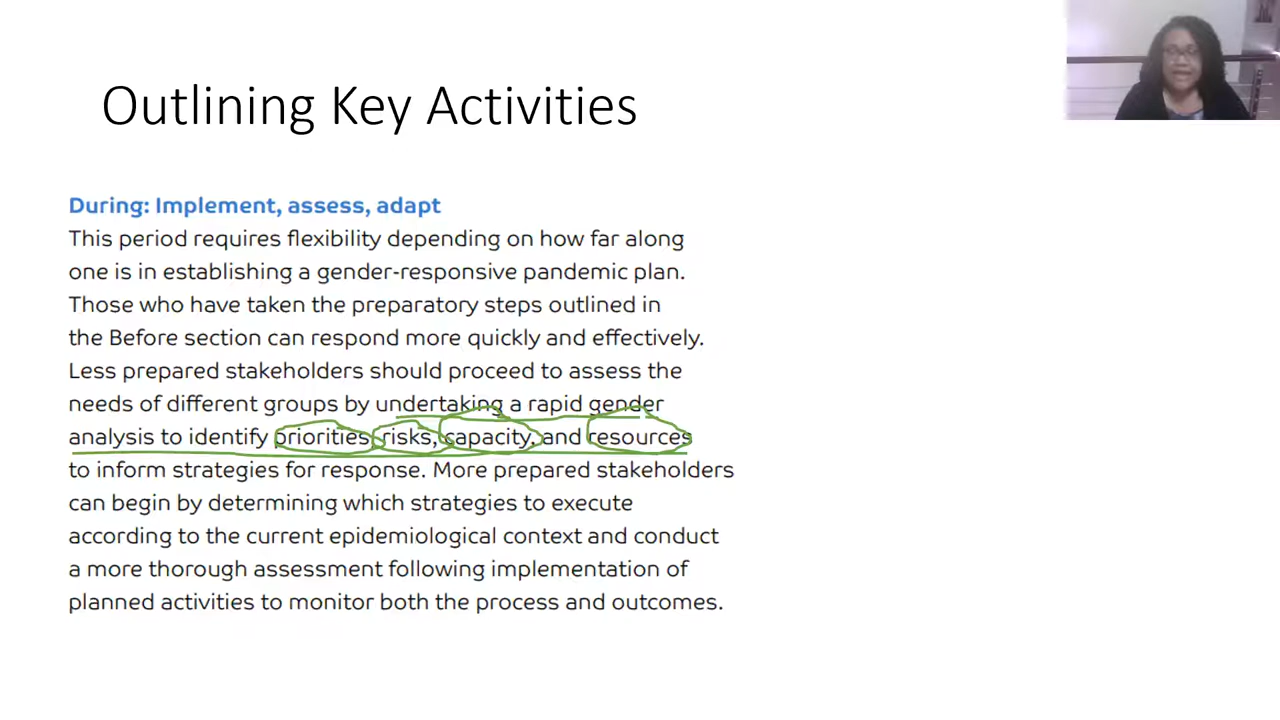 Outlining Key Activities
During: Implement, assess, adapt
This period requires flexibility depending on how far along
one is in establishing a gender-responsive pandemic plan.
Those who have taken the preparatory steps outlined in
the Before section can respond more quickly and effectively.
Less prepared stakeholders should proceed to assess the
needs of different groups by undertaking a rapid gender
analysis to identify priorities, risks, capacity, and resources
to inform strategies for response. More prepared stakeholders
can begin by determining which strategies to execute
according to the current epidemiological context and conduct
a more thorough assessment following implementation of
planned activities to monitor both the process and outcomes.